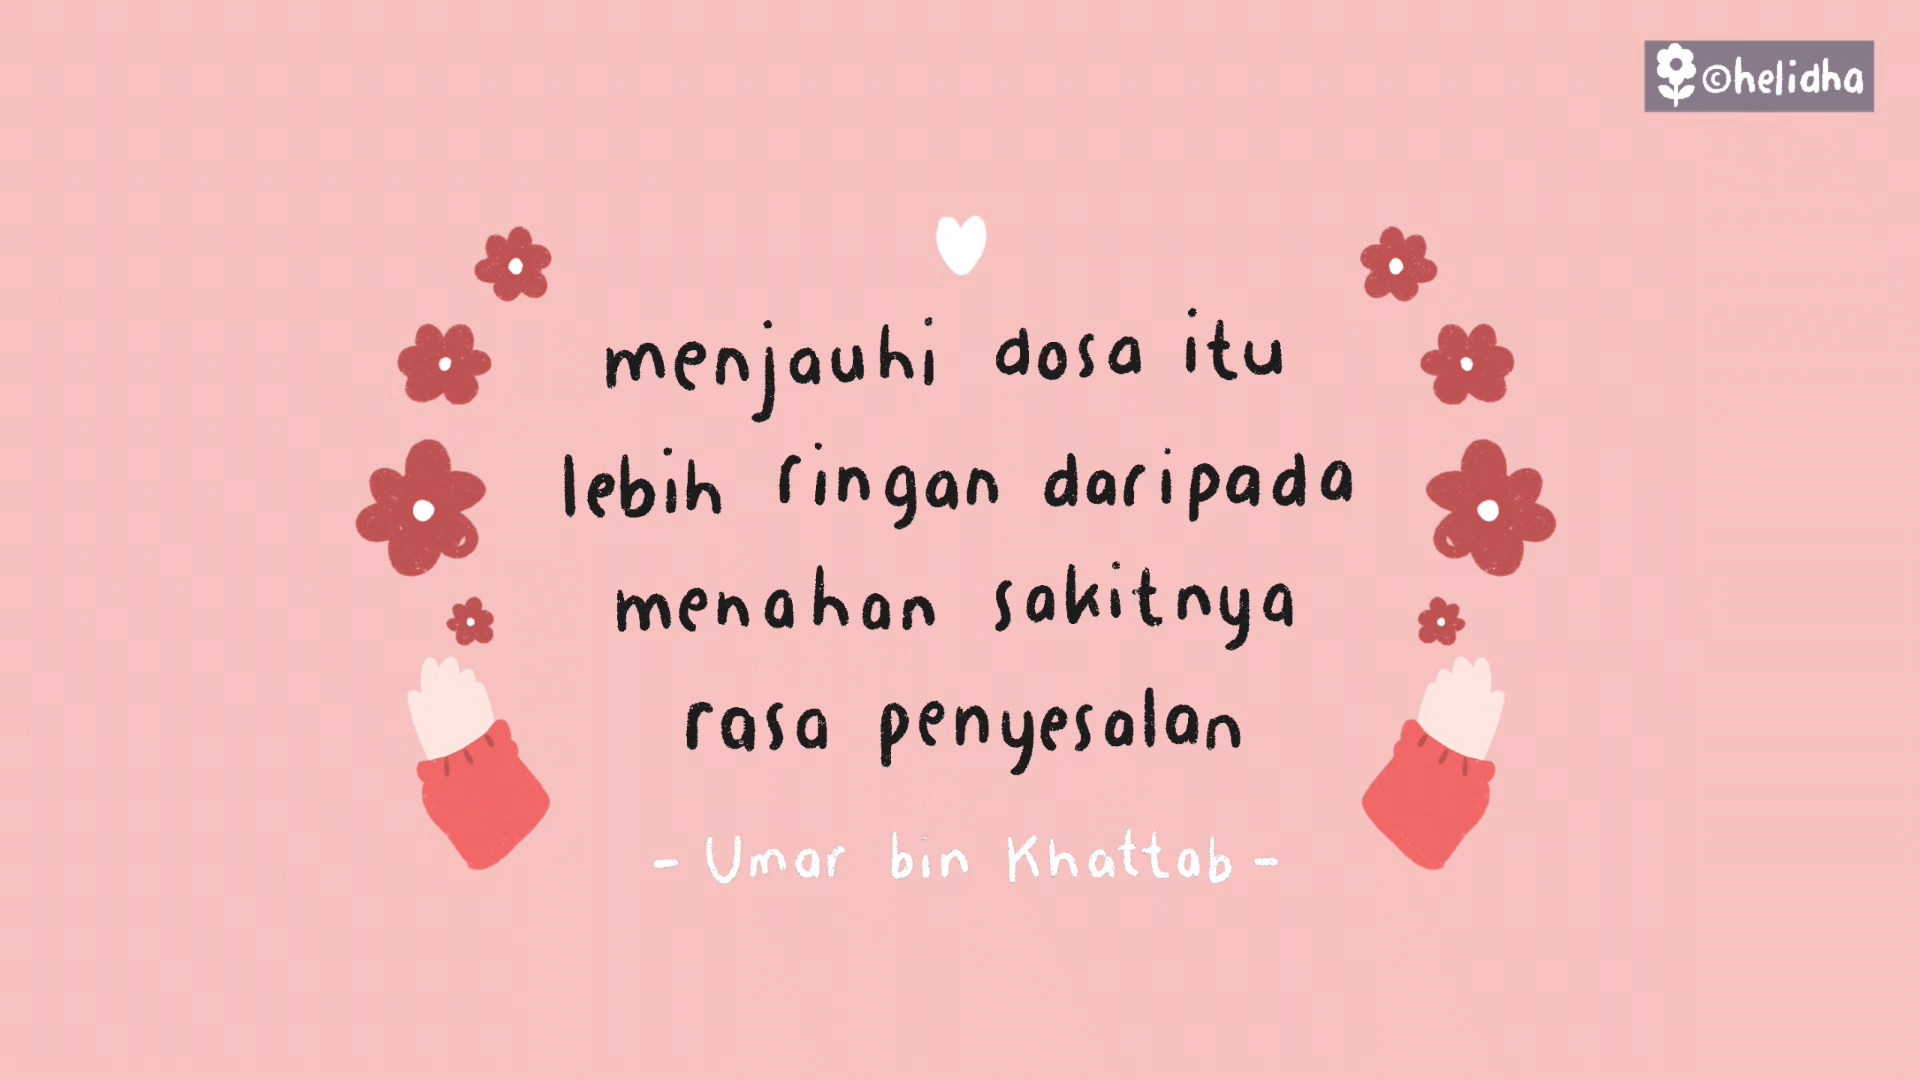 ©helidha
menjauhi dosa itu
lebih ringan daripada
menahan sakitnya
rasa penyesalan
- Umar bin Khattab -